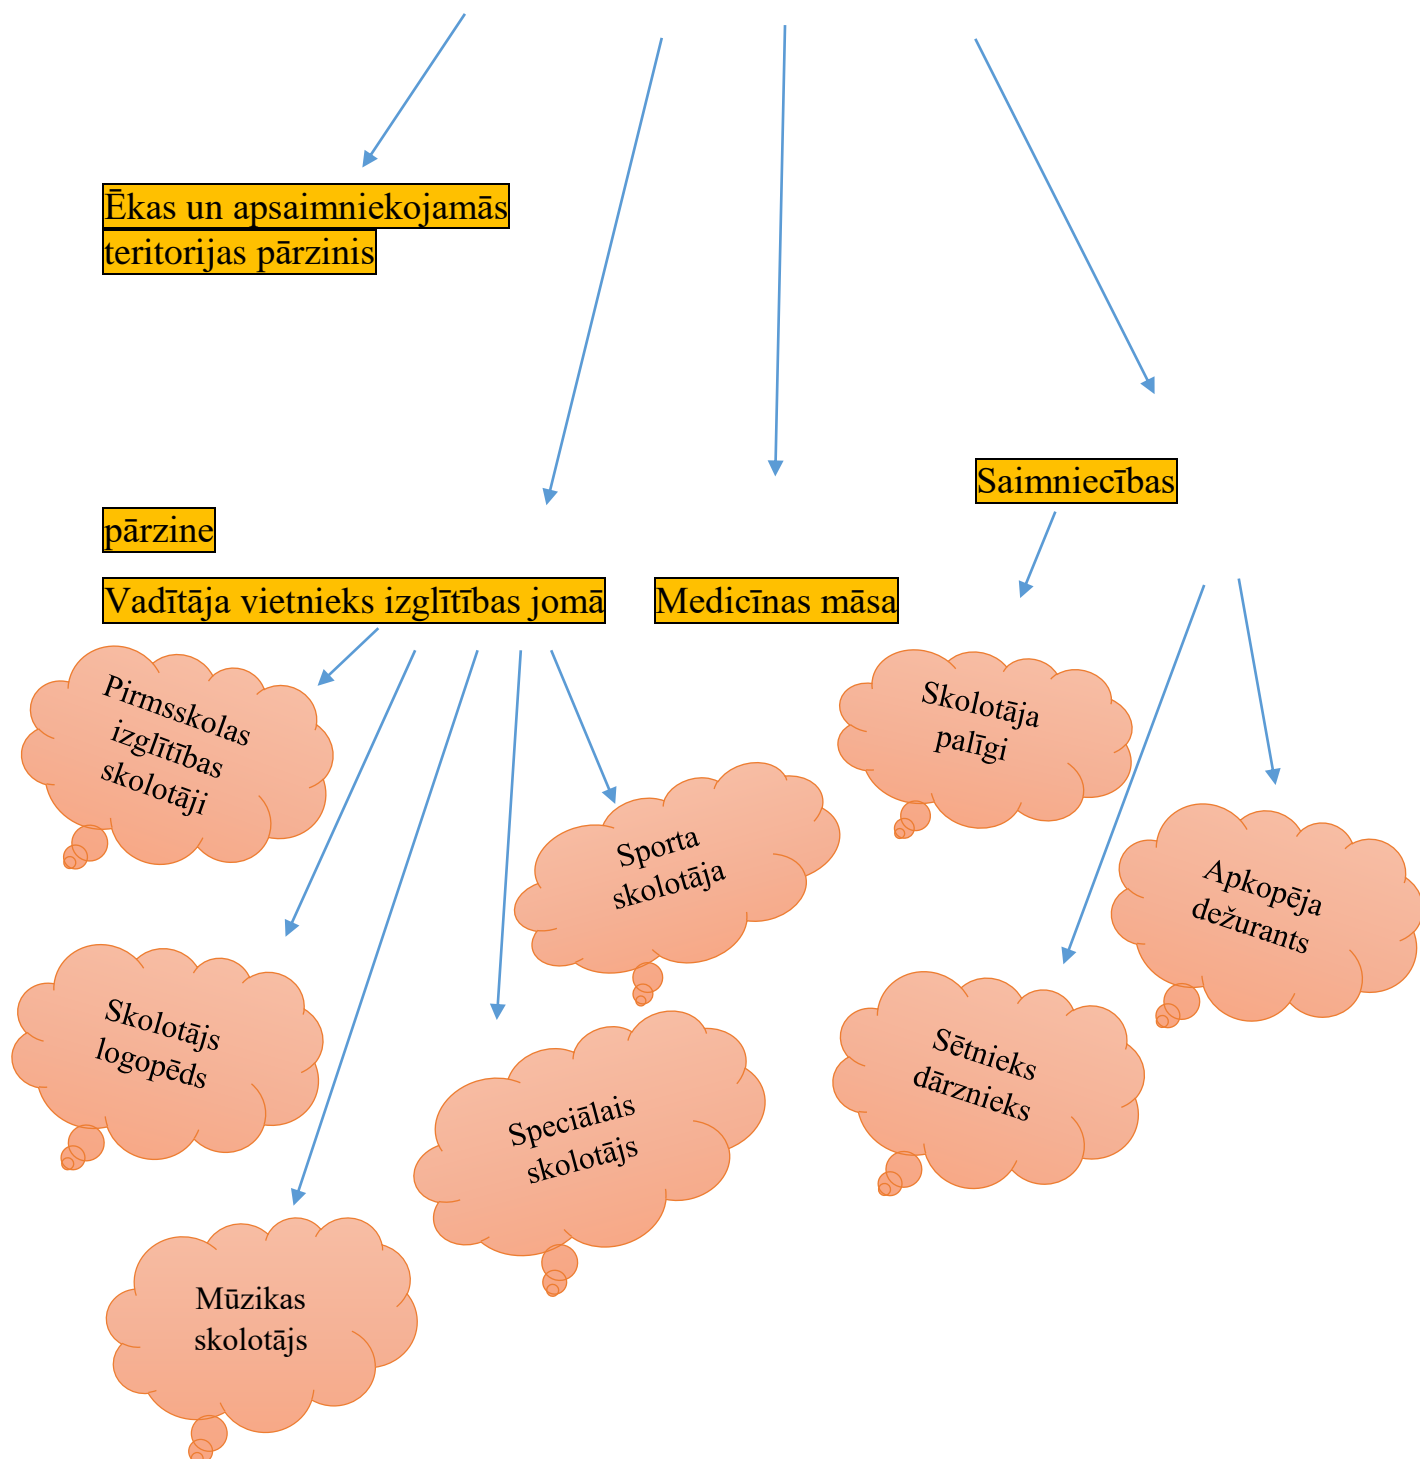 Ēkas un apsaimniekojamās
teritorijas pārzinis
Saimniecības
pārzine
Vadītāja vietnieks izglītības jomā Medicīnas māsa
Pirmsskolas
izglītības
skolotāji
Skolotāja
palīgi
Sporta
skolotāja
Apkopēja
dežurants
Skolotājs
logopēds
Speciālais
skolotājs
Sētnieks
dārznieks
Mūzikas
skolotājs